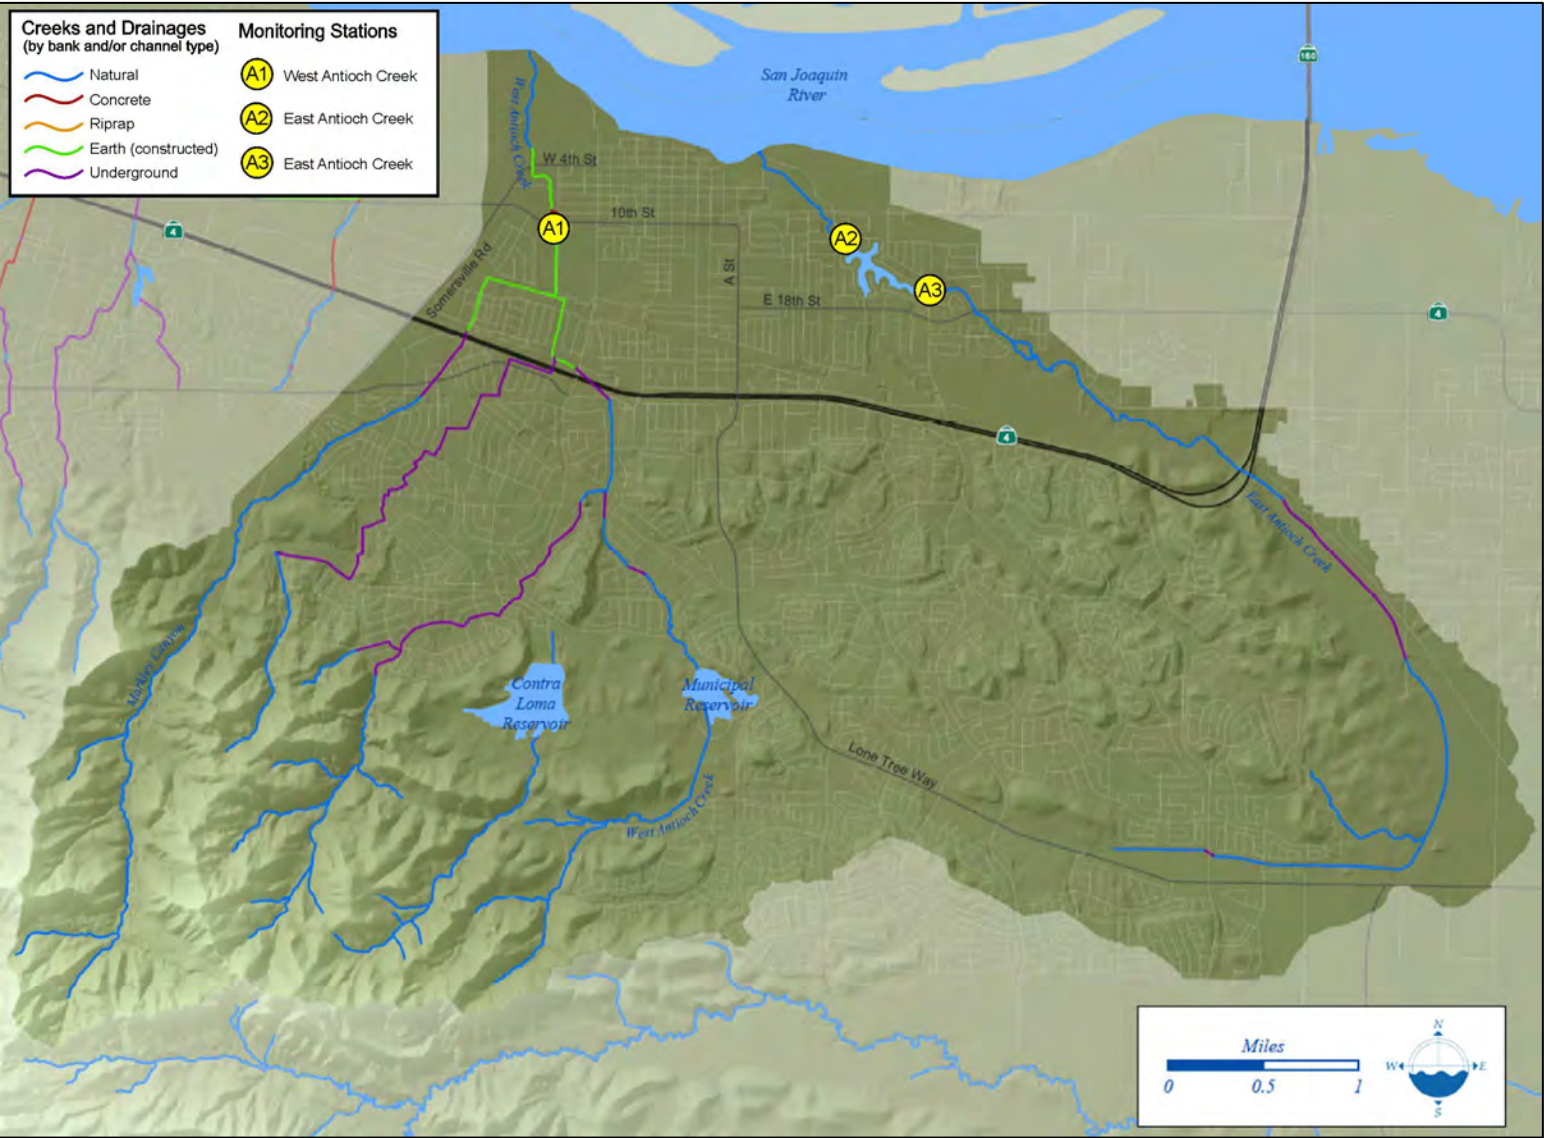 Creeks and Drainages
(by bank and/or channel type)
Natural
Concrete
Riprap
Earth (constructed)
Underground
Monitoring Stations
A1 West Antioch Creek
A2 East Antioch Creek
A3 East Antioch Creek
San Joaquin
River
160
West Antioch Creek
W 4th St
10th St
A1
A2
A3
4
Somersville Rd
A St
E 18th St
4
4
East Antioch Creek
Markley Canyon
Contra
Loma
Reservoir
Municipal
Reservoir
Lone Tree Way
West Antioch Creek
Miles
0 0.5 1
N
W E
S